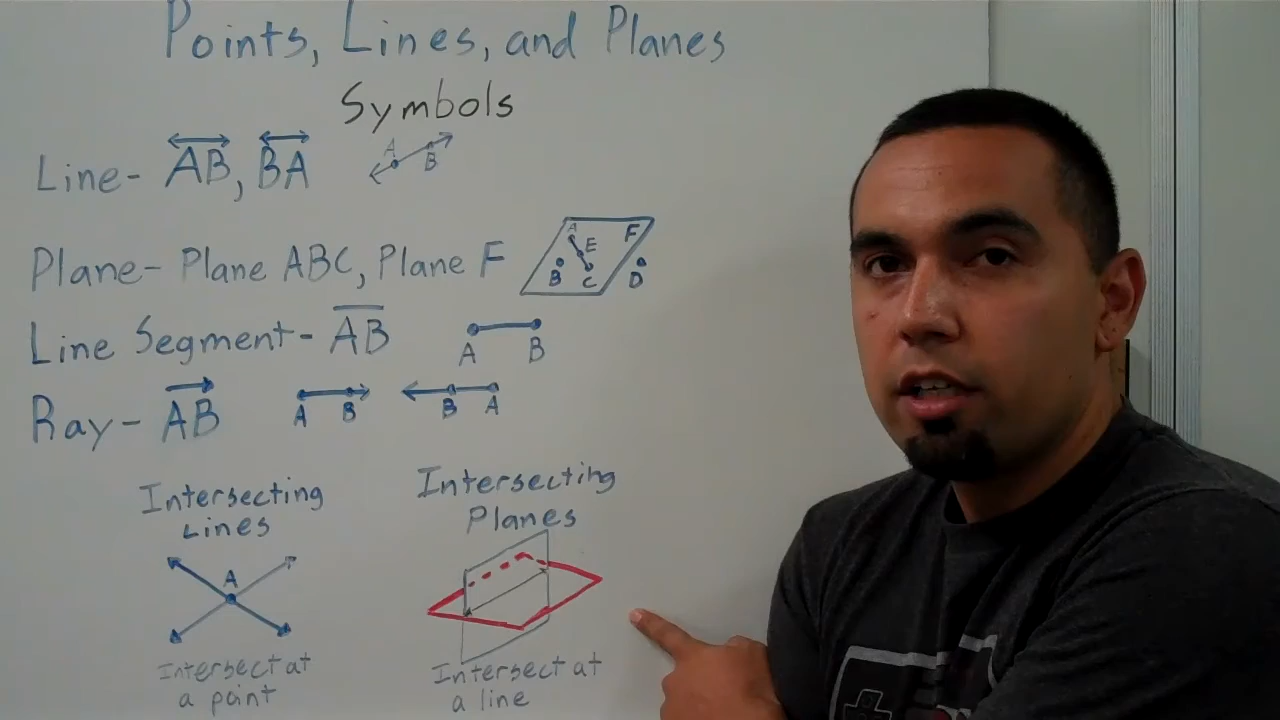 Points, Lines, and Planes
Symbols
Line- AB, BA
A B
Plane- Plane ABC, Plane F
A E F
B C D
Line Segment- AB
A B
Ray- AB
A B B A
Intersecting
Lines
A
Intersect at
a point
Intersecting
Planes
Intersect at
a line